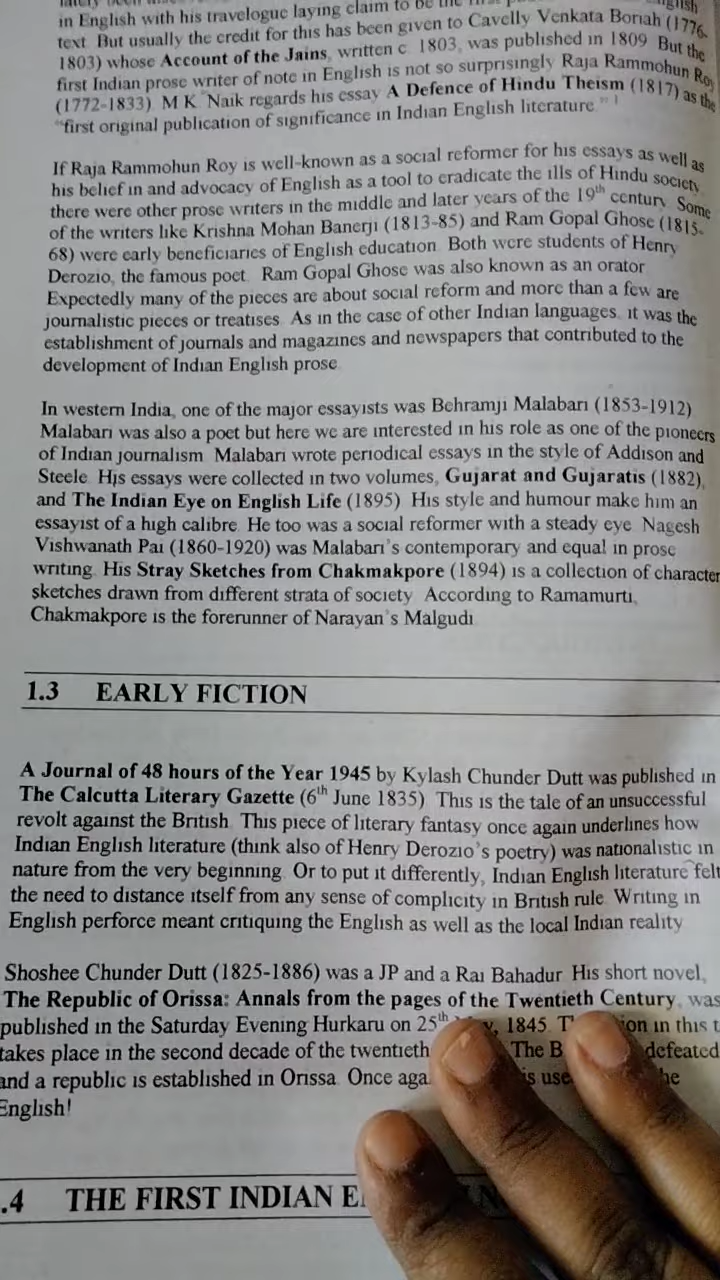 in English with his travelogue laying claim to be the
text. But usually the credit for this has been given to Cavelly Venkata Boriah (1776-
1803) whose Account of the Jains, written c. 1803, was published in 1809. But the
first Indian prose writer of note in English is not so surprisingly Raja Rammohun Roy
(1772-1833). M.K. Naik regards his essay A Defence of Hindu Theism (1817) as the
"first original publication of significance in Indian English literature." 1
If Raja Rammohun Roy is well-known as a social reformer for his essays as well as
his belief in and advocacy of English as a tool to eradicate the ills of Hindu society,
there were other prose writers in the middle and later years of the 19th century. Some
of the writers like Krishna Mohan Banerji (1813-85) and Ram Gopal Ghose (1815-
68) were early beneficiaries of English education. Both were students of Henry
Derozio, the famous poet. Ram Gopal Ghose was also known as an orator.
Expectedly many of the pieces are about social reform and more than a few are
journalistic pieces or treatises. As in the case of other Indian languages, it was the
establishment of journals and magazines and newspapers that contributed to the
development of Indian English prose.
In western India, one of the major essayists was Behramji Malabari (1853-1912).
Malabari was also a poet but here we are interested in his role as one of the pioneers
of Indian journalism. Malabari wrote periodical essays in the style of Addison and
Steele. His essays were collected in two volumes, Gujarat and Gujaratis (1882),
and The Indian Eye on English Life (1895). His style and humour make him an
essayist of a high calibre. He too was a social reformer with a steady eye. Nagesh
Vishwanath Pai (1860-1920) was Malabari's contemporary and equal in prose
writing. His Stray Sketches from Chakmakpore (1894) is a collection of character
sketches drawn from different strata of society. According to Ramamurti,
Chakmakpore is the forerunner of Narayan's Malgudi.
1.3 EARLY FICTION
A Journal of 48 hours of the Year 1945 by Kylash Chunder Dutt was published in
The Calcutta Literary Gazette (6th June 1835). This is the tale of an unsuccessful
revolt against the British. This piece of literary fantasy once again underlines how
Indian English literature (think also of Henry Derozio's poetry) was nationalistic in
nature from the very beginning. Or to put it differently, Indian English literature felt
the need to distance itself from any sense of complicity in British rule. Writing in
English perforce meant critiquing the English as well as the local Indian reality.
Shoshee Chunder Dutt (1825-1886) was a JP and a Rai Bahadur. His short novel,
The Republic of Orissa: Annals from the pages of the Twentieth Century, was
published in the Saturday Evening Hurkaru on 25th 1845. in this
takes place in the second decade of the twentieth The defeated
and a republic is established in Orissa. Once
English!
.4 THE FIRST INDIAN